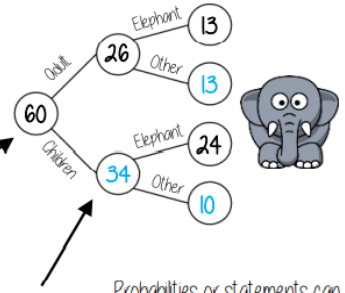 Elephant
13
Adult
26
Other
13
60
Elephant
24
Children
34
Other
10
Probabilities or statements can